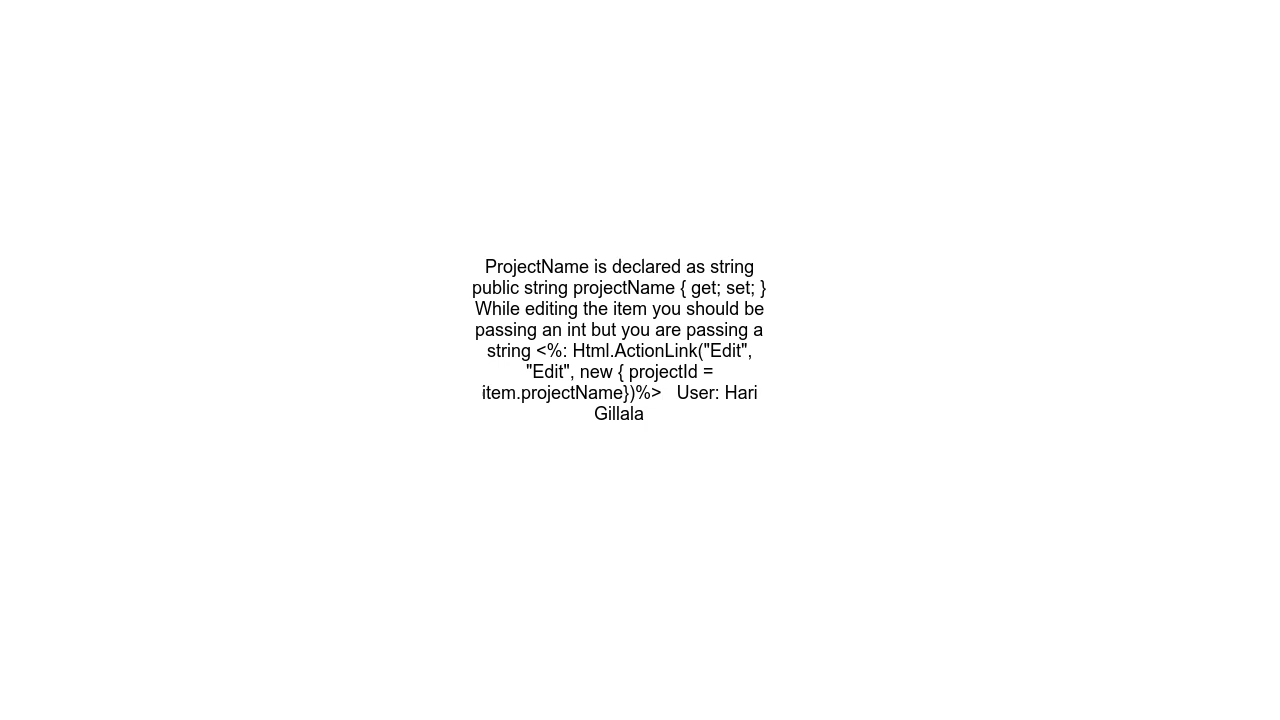 ProjectName is declared as string
public string projectName { get; set; }
While editing the item you should be
passing an int but you are passing a
string <%: Html.ActionLink("Edit",
"Edit", new { projectId =
item.projectName})%>   User: Hari
Gillala